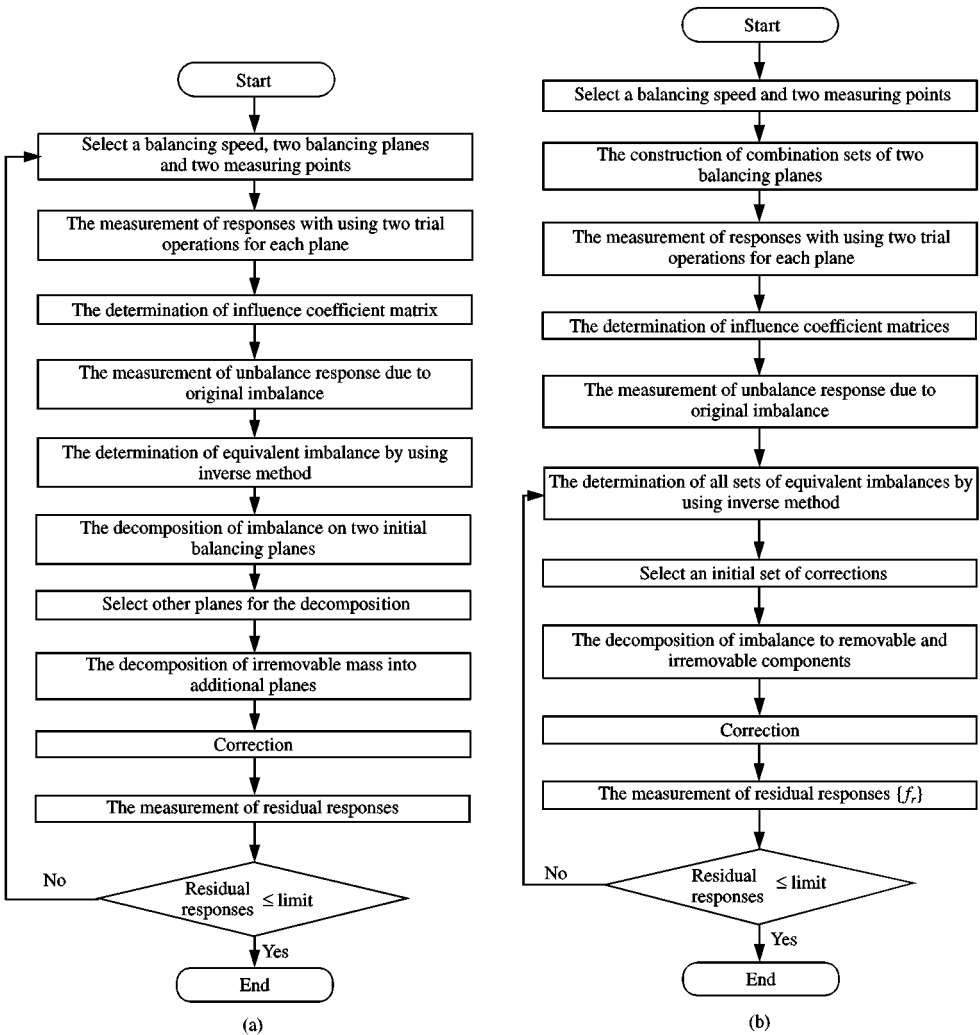 Start
Select a balancing speed, two balancing planes
and two measuring points
The measurement of responses with using two trial
operations for each plane
The determination of influence coefficient matrix
The measurement of unbalance response due to
original imbalance
The determination of equivalent imbalance by using
inverse method
The decomposition of imbalance on two initial
balancing planes
Select other planes for the decomposition
The decomposition of irremovable mass into
additional planes
Correction
The measurement of residual responses
No
Residual
responses ≤ limit
Yes
End
(a)
Start
Select a balancing speed and two measuring points
The construction of combination sets of two
balancing planes
The measurement of responses with using two trial
operations for each plane
The determination of influence coefficient matrices
The measurement of unbalance response due to
original imbalance
The determination of all sets of equivalent imbalances by
using inverse method
Select an initial set of corrections
The decomposition of imbalance to removable and
irremovable components
Correction
The measurement of residual responses {fr}
No
Residual
responses ≤ limit
Yes
End
(b)